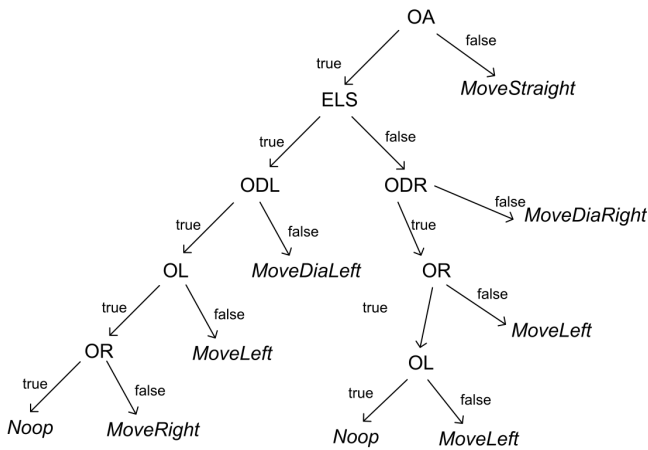 OA
true
false
MoveStraight
ELS
true
false
ODL
ODR
true
false
true
false
MoveDiaRight
OL
MoveDiaLeft
OR
true
false
true
false
MoveLeft
OR
MoveLeft
OL
true
false
true
false
Noop
MoveRight
Noop
MoveLeft